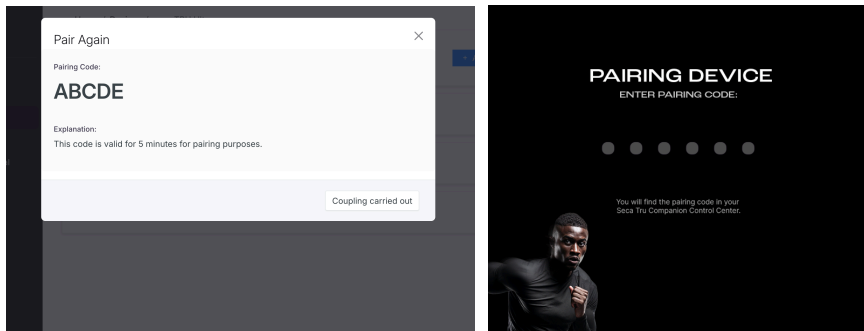 Pair Again
Pairing Code:
ABCDE
Explanation:
This code is valid for 5 minutes for pairing purposes.
Coupling carried out
PAIRING DEVICE
ENTER PAIRING CODE:
You will find the pairing code in your
Seca Tru Companion Control Center.